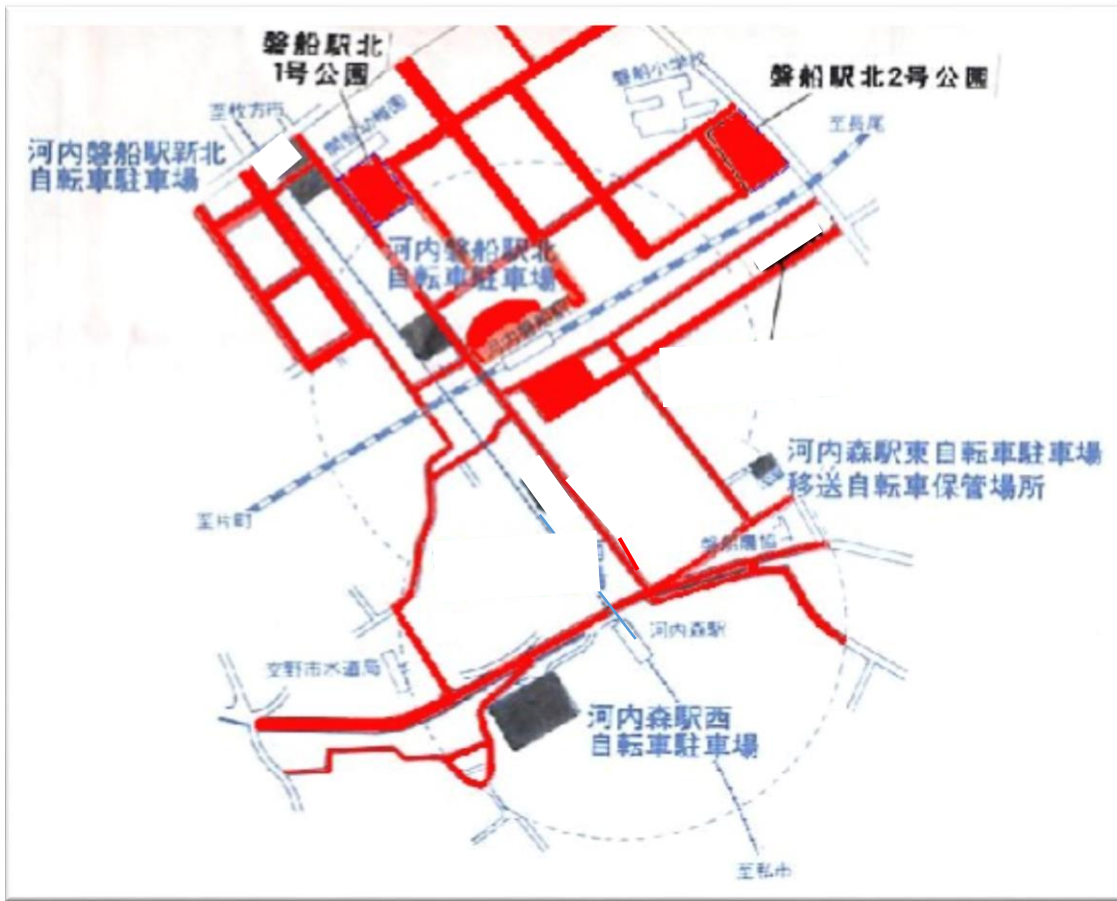 磐船駅北
1号公園
磐船小学校
磐船駅北2号公園
至枚方市
至長尾
河内磐船駅新北
自転車駐車場
河内磐船駅北
自転車駐車場
河内磐船駅
河内森駅東自転車駐車場
移送自転車保管場所
至片町
磐船農協
河内森駅
交野市水道局
河内森駅西
自転車駐車場
至私市